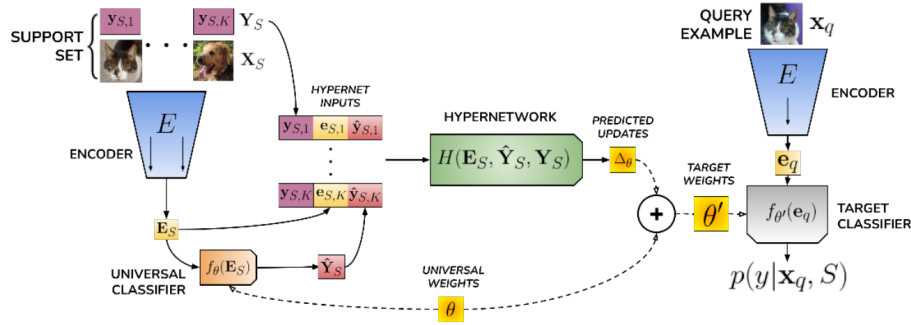 SUPPORT
SET
y_{S,1}
. . .
y_{S,K}
Y_S
X_S
E
ENCODER
E_S
UNIVERSAL
CLASSIFIER
f_θ(E_S)
Ŷ_S
HYPERNET
INPUTS
y_{S,1} e_{S,1} ŷ_{S,1}
y_{S,K} e_{S,K} ŷ_{S,K}
HYPERNETWORK
H(E_S, Ŷ_S, Y_S)
PREDICTED
UPDATES
Δ_θ
UNIVERSAL
WEIGHTS
θ
+
TARGET
WEIGHTS
θ′
QUERY
EXAMPLE
x_q
E
ENCODER
e_q
f_{θ′}(e_q)
TARGET
CLASSIFIER
p(y|x_q, S)